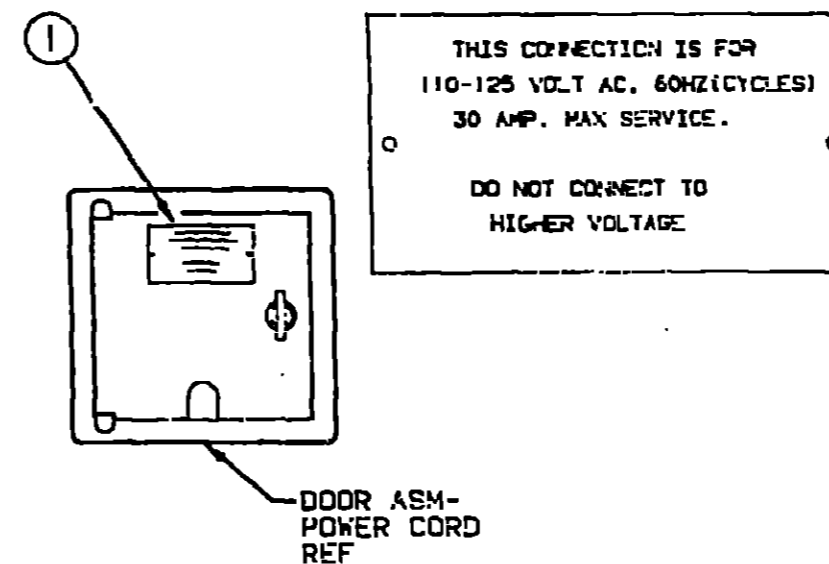 1
THIS CONNECTION IS FOR
110-125 VOLT AC, 60HZ(CYCLES)
30 AMP. MAX SERVICE.
DO NOT CONNECT TO
HIGHER VOLTAGE
DOOR ASM-
POWER CORD
REF